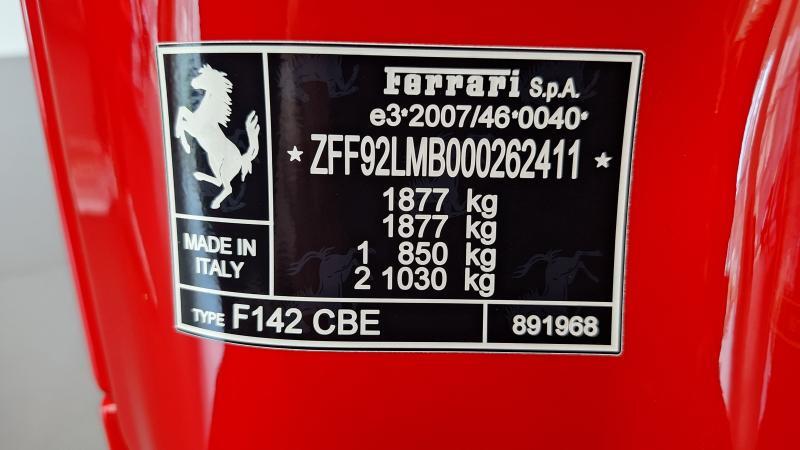 Ferrari S.p.A.
e3*2007/46*0040*
★ ZFF92LMB000262411 ★
1877 kg
1877 kg
1 850 kg
2 1030 kg
MADE IN
ITALY
TYPE F142 CBE
891968